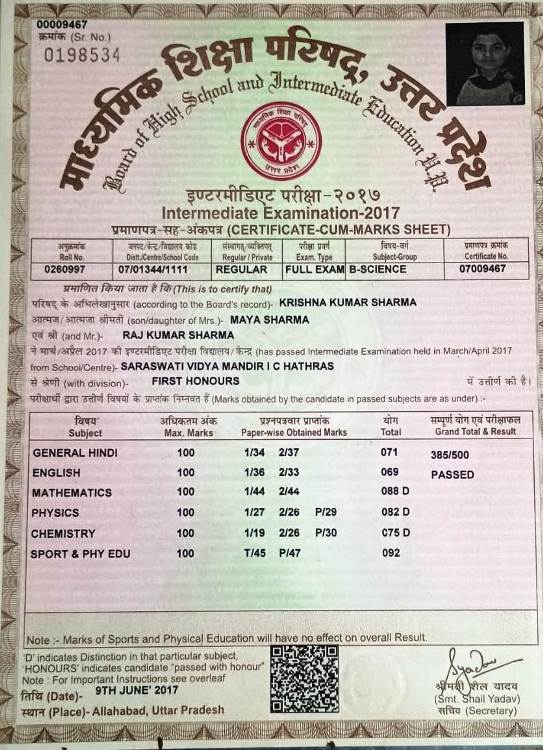 00009467
क्रमांक (Sr. No.)
0198534
माध्यमिक शिक्षा परिषद्, उत्तर प्रदेश
Board of High School and Intermediate Education U.P.
माध्यमिक शिक्षा परिषद्
उत्तर प्रदेश
इण्टरमीडिएट परीक्षा-२०१७
Intermediate Examination-2017
प्रमाणपत्र-सह-अंकपत्र (CERTIFICATE-CUM-MARKS SHEET)
अनुक्रमांक जनपद/केन्द्र/विद्यालय कोड संस्थागत/व्यक्तिगत परीक्षा प्रवर्ग विषय-वर्ग प्रमाणपत्र क्रमांक
Roll No. Distt./Centre/School Code Regular / Private Exam. Type Subject-Group Certificate No.
0260997 07/01344/1111 REGULAR FULL EXAM B-SCIENCE 07009467
प्रमाणित किया जाता है कि (This is to certify that)
परिषद् के अभिलेखानुसार (according to the Board's record)- KRISHNA KUMAR SHARMA
आत्मज/आत्मजा श्रीमती (son/daughter of Mrs.)- MAYA SHARMA
एवं श्री (and Mr.)- RAJ KUMAR SHARMA
ने मार्च/अप्रैल 2017 की इण्टरमीडिएट परीक्षा विद्यालय/ केन्द्र (has passed Intermediate Examination held in March/April 2017
from School/Centre)- SARASWATI VIDYA MANDIR I C HATHRAS
से श्रेणी (with division)- FIRST HONOURS में उत्तीर्ण की है।
परीक्षार्थी द्वारा उत्तीर्ण विषयों के प्राप्तांक निम्नवत हैं (Marks obtained by the candidate in passed subjects are as under) :-
विषय अधिकतम अंक प्रश्नपत्रवार प्राप्तांक योग सम्पूर्ण योग एवं परीक्षाफल
Subject Max. Marks Paper-wise Obtained Marks Total Grand Total & Result
GENERAL HINDI 100 1/34 2/37 071 385/500
ENGLISH 100 1/36 2/33 069 PASSED
MATHEMATICS 100 1/44 2/44 088 D
PHYSICS 100 1/27 2/26 P/29 082 D
CHEMISTRY 100 1/19 2/26 P/30 075 D
SPORT & PHY EDU 100 T/45 P/47 092
Note :- Marks of Sports and Physical Education will have no effect on overall Result.
'D' indicates Distinction in that particular subject,
'HONOURS' indicates candidate "passed with honour"
Note : For Important Instructions see overleaf
तिथि (Date)- 9TH JUNE' 2017
स्थान (Place)- Allahabad, Uttar Pradesh
श्रीमती शैल यादव
(Smt. Shail Yadav)
सचिव (Secretary)